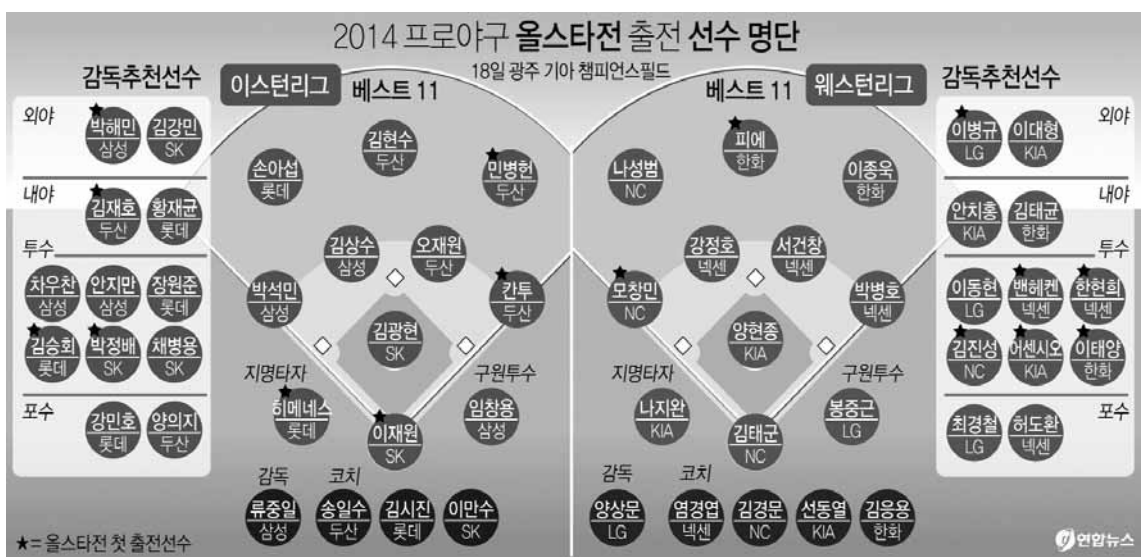 2014 프로야구 올스타전 출전 선수 명단
18일 광주 기아 챔피언스필드
감독추천선수
이스턴리그
베스트 11
베스트 11
웨스턴리그
감독추천선수
외야
★박해민 삼성
김강민 SK
내야
★김재호 두산
황재균 롯데
투수
차우찬 삼성
안지만 삼성
장원준 롯데
★김승회 롯데
★박정배 SK
채병용 SK
포수
강민호 롯데
양의지 두산
손아섭 롯데
김현수 두산
★민병헌 두산
김상수 삼성
오재원 두산
박석민 삼성
★칸투 두산
김광현 SK
지명타자
★히메네스 롯데
구원투수
임창용 삼성
★이재원 SK
감독
류중일 삼성
코치
송일수 두산
김시진 롯데
이만수 SK
나성범 NC
★피에 한화
이종욱 한화
강정호 넥센
서건창 넥센
★모창민 NC
박병호 넥센
양현종 KIA
지명타자
나지완 KIA
구원투수
봉중근 LG
김태군 NC
감독
양상문 LG
코치
염경엽 넥센
김경문 NC
선동열 KIA
김응용 한화
외야
★이병규 LG
이대형 KIA
내야
안치홍 KIA
김태균 한화
투수
이동현 LG
★밴헤켄 넥센
★한현희 넥센
★김진성 NC
★어센시오 KIA
★이태양 한화
포수
최경철 LG
허도환 넥센
★= 올스타전 첫 출전선수
연합뉴스